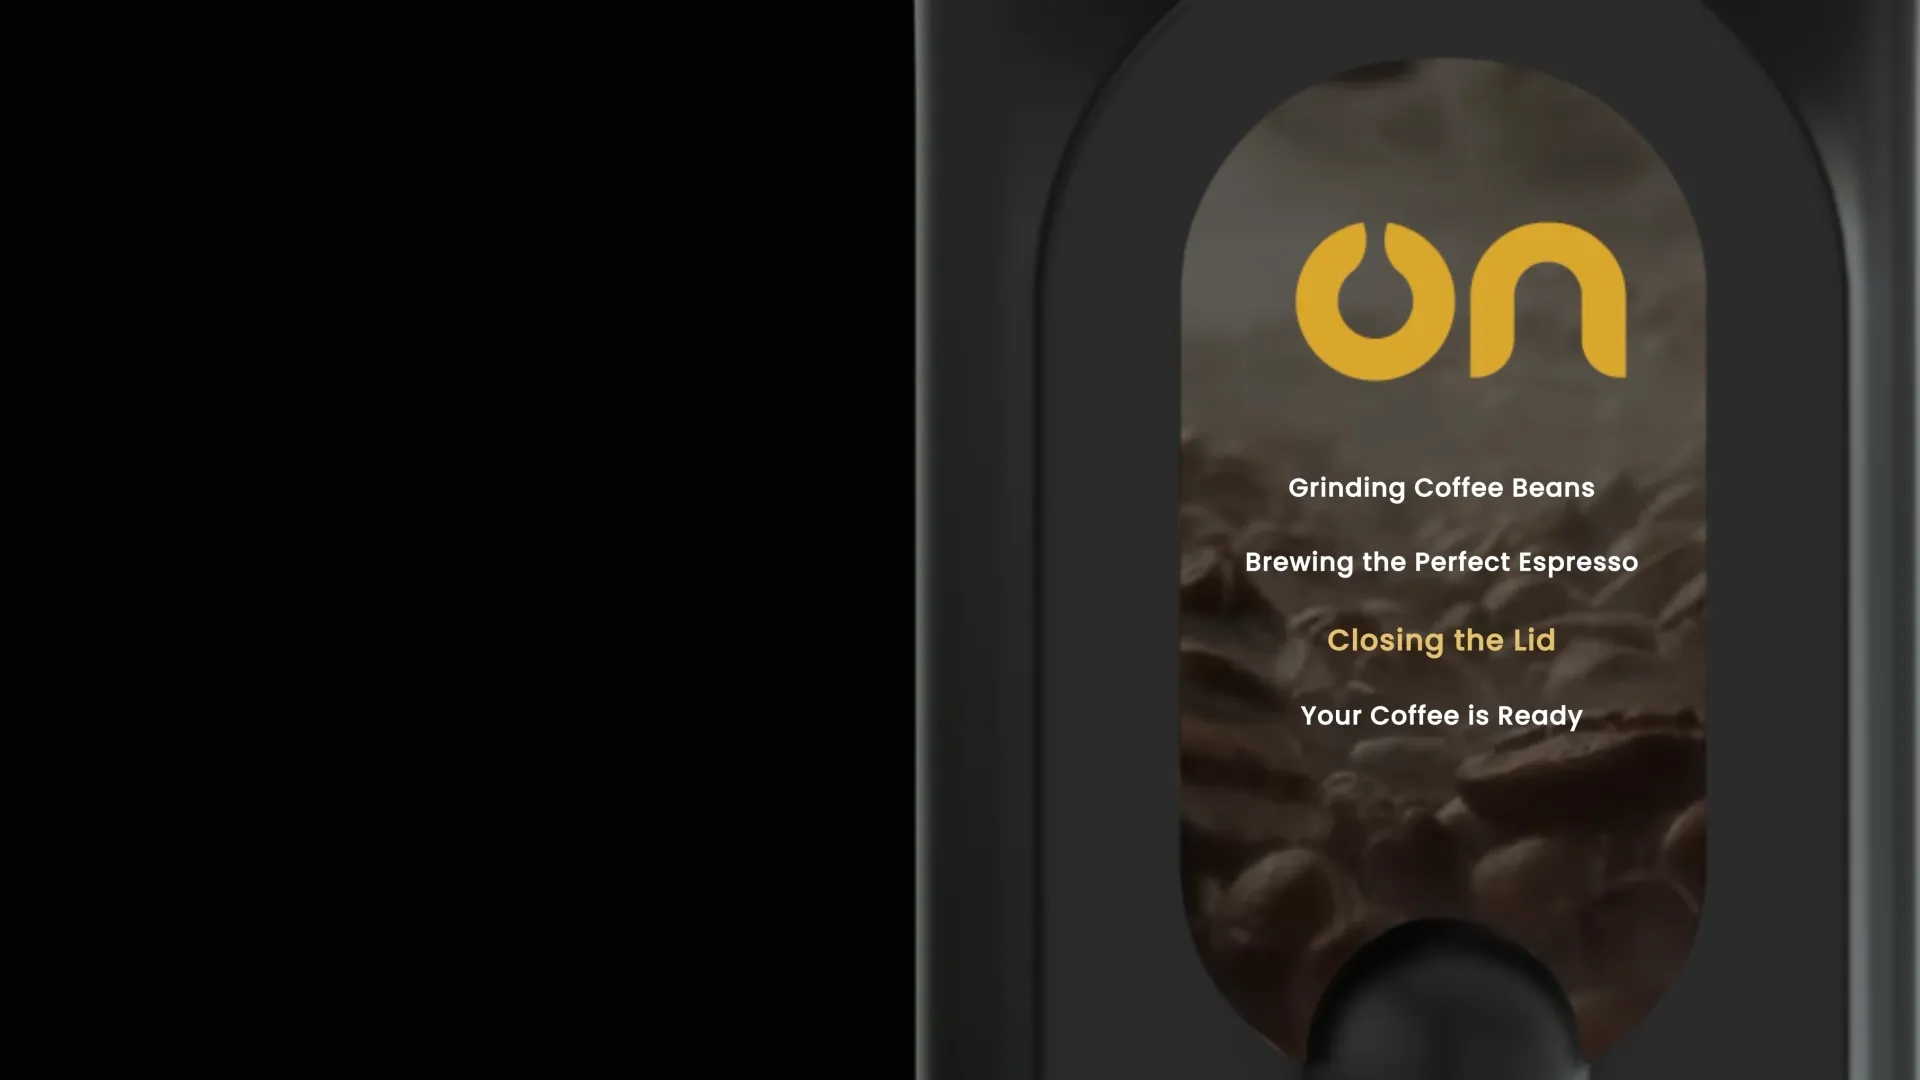 on
Grinding Coffee Beans
Brewing the Perfect Espresso
Closing the Lid
Your Coffee is Ready